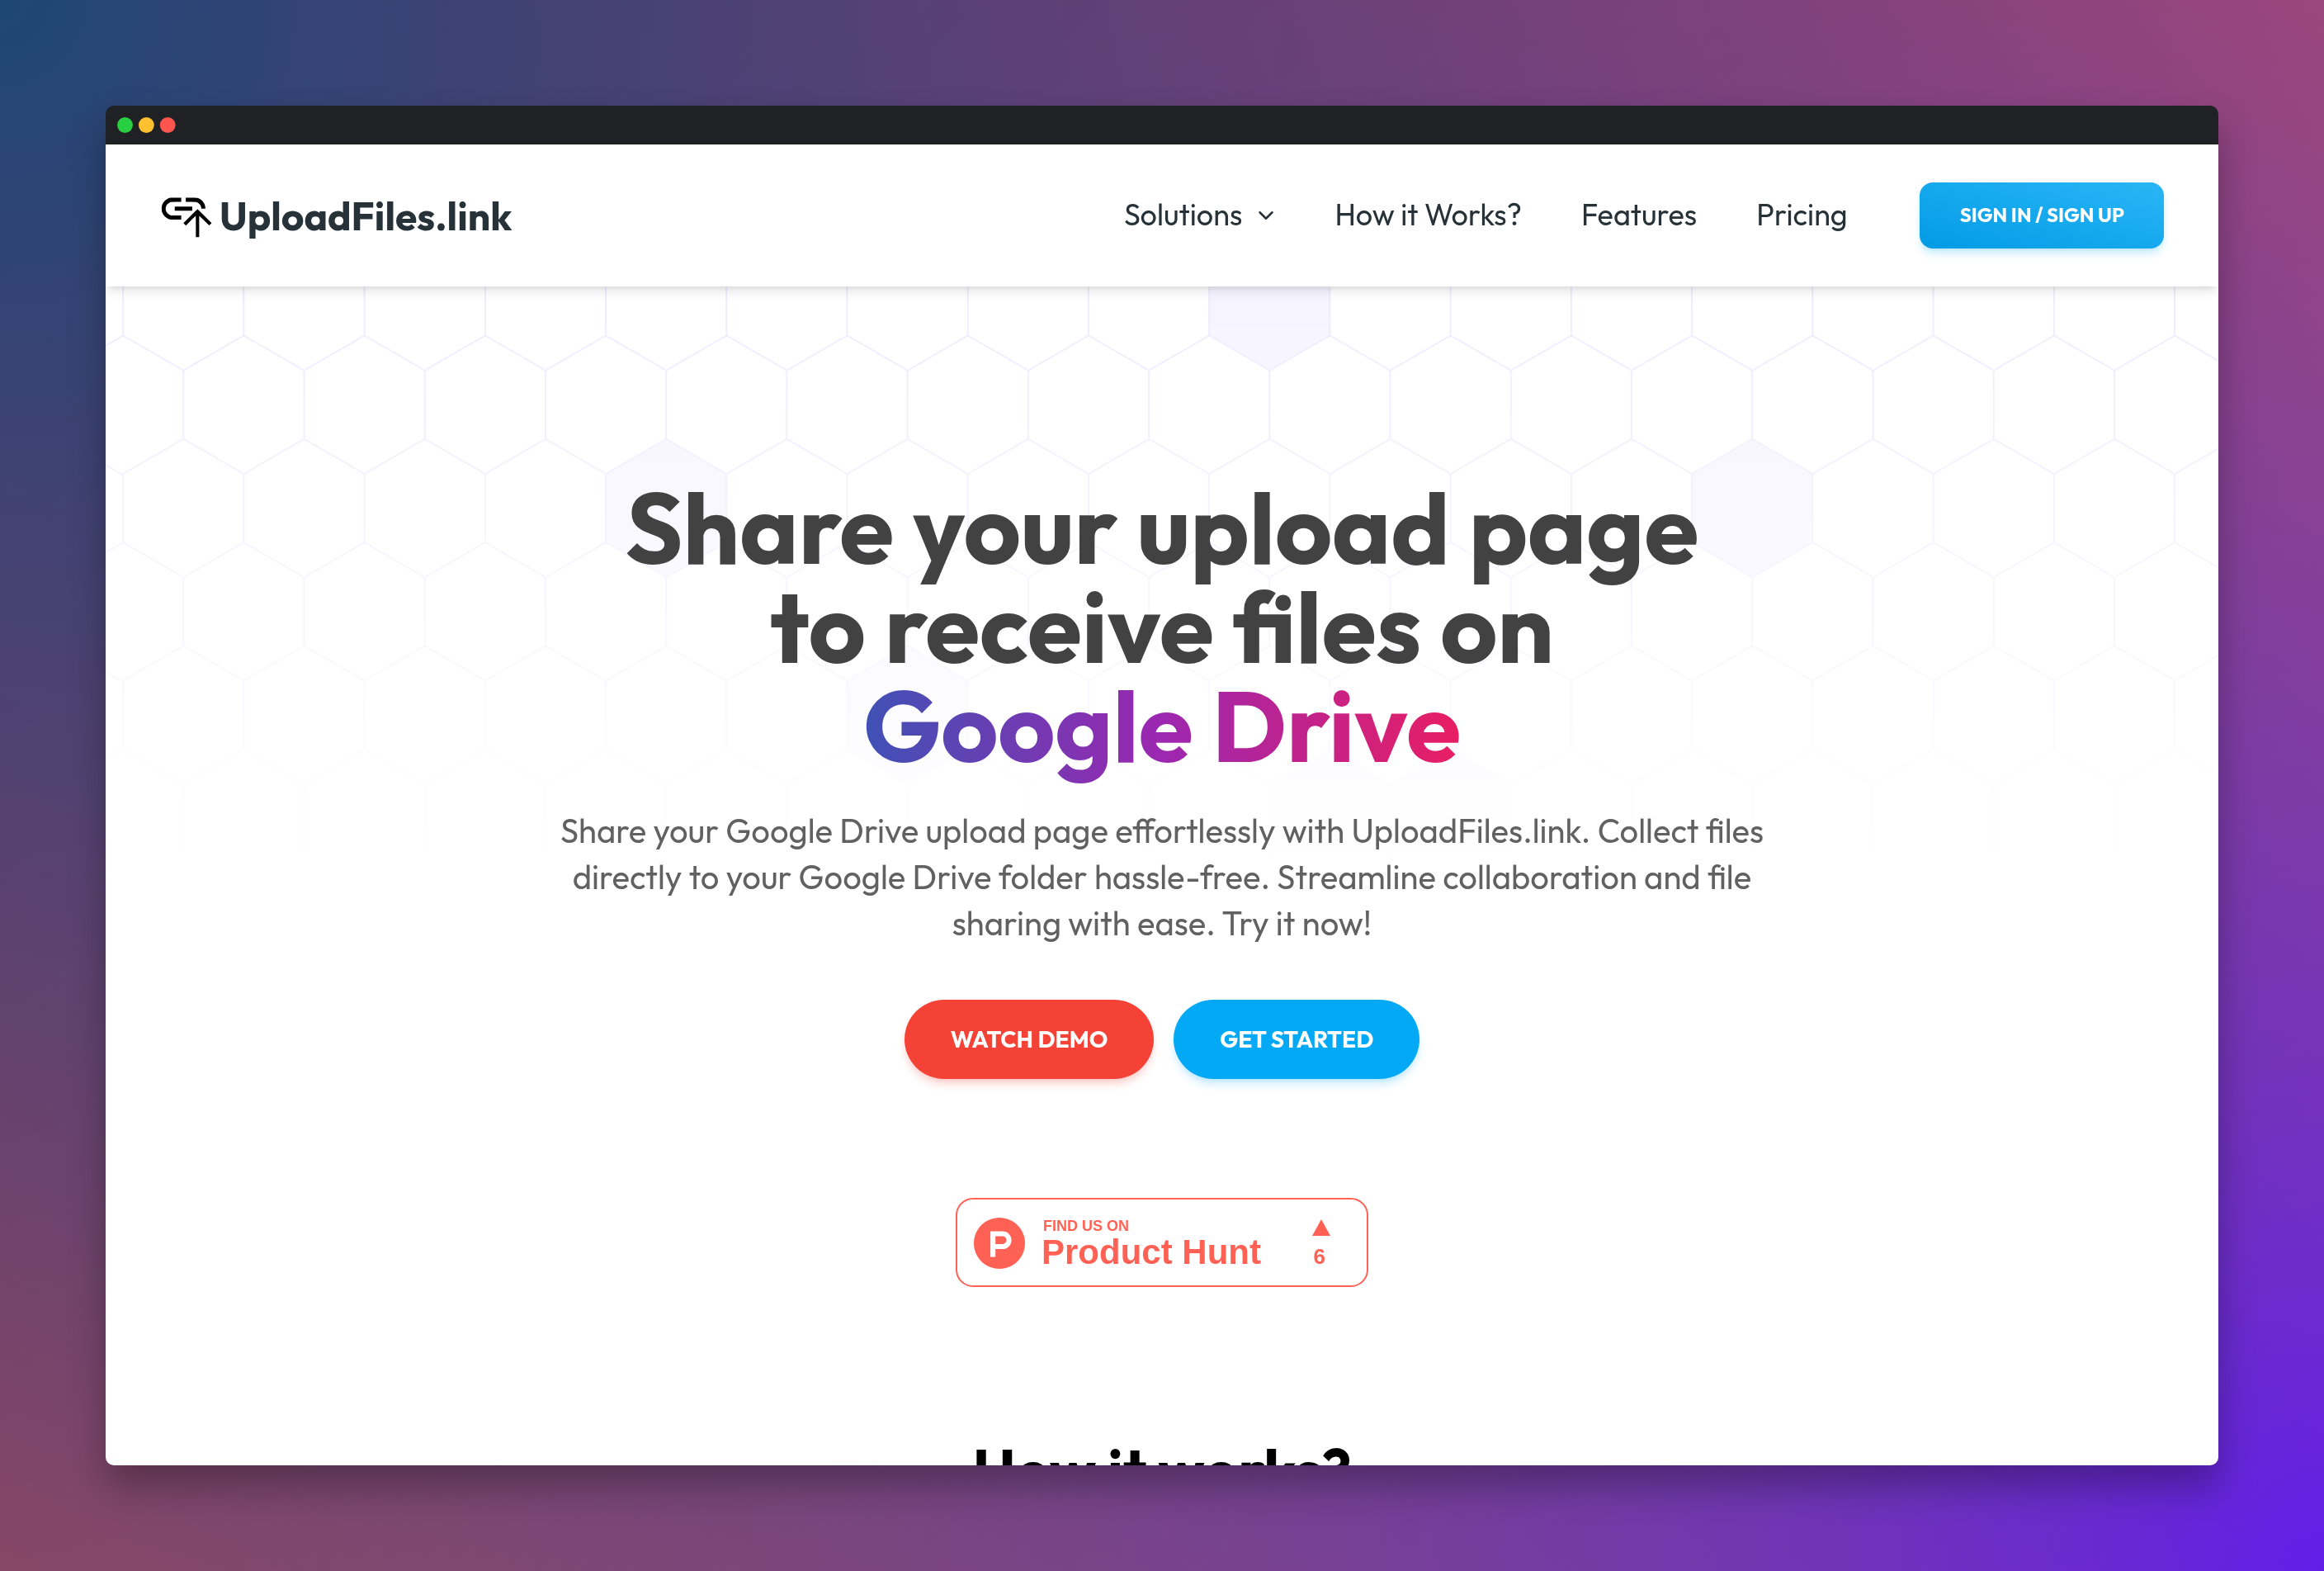 UploadFiles.link
Solutions
How it Works?
Features
Pricing
SIGN IN / SIGN UP
Share your upload page
to receive files on
Google Drive
Share your Google Drive upload page effortlessly with UploadFiles.link. Collect files
directly to your Google Drive folder hassle-free. Streamline collaboration and file
sharing with ease. Try it now!
WATCH DEMO
GET STARTED
P
FIND US ON
Product Hunt
6
How it works?